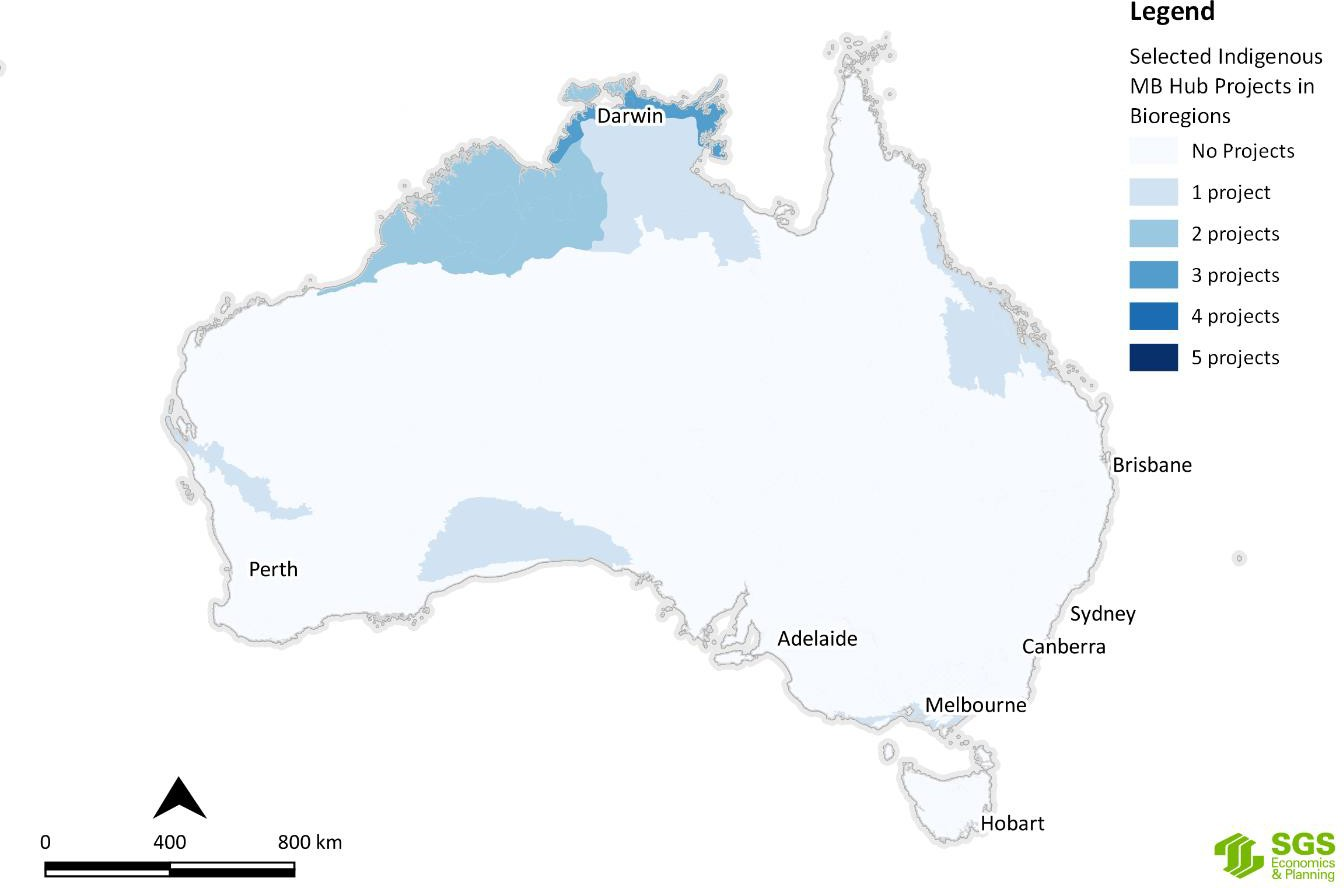 Legend
Selected Indigenous
MB Hub Projects in
Bioregions
No Projects
1 project
2 projects
3 projects
4 projects
5 projects
Darwin
Brisbane
Perth
Sydney
Adelaide
Canberra
Melbourne
Hobart
0 400 800 km
SGS
Economics
& Planning